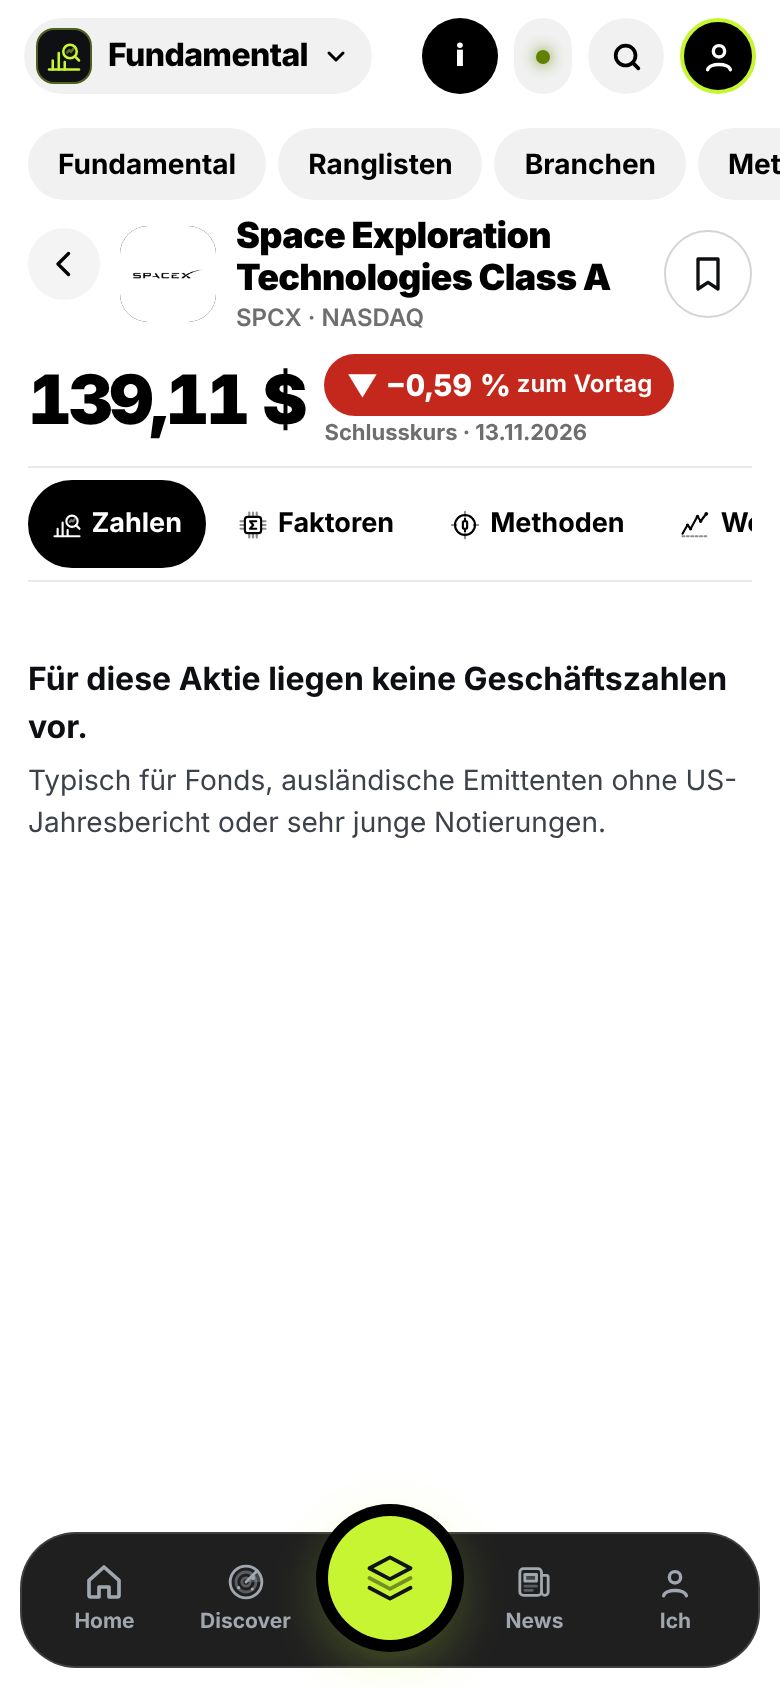 Fundamental
i
Fundamental
Ranglisten
Branchen
Met
SPACEX
Space Exploration
Technologies Class A
SPCX · NASDAQ
139,11 $
▼ −0,59 % zum Vortag
Schlusskurs · 13.11.2026
Zahlen
Faktoren
Methoden
We
Für diese Aktie liegen keine Geschäftszahlen
vor.
Typisch für Fonds, ausländische Emittenten ohne US-
Jahresbericht oder sehr junge Notierungen.
Home
Discover
News
Ich